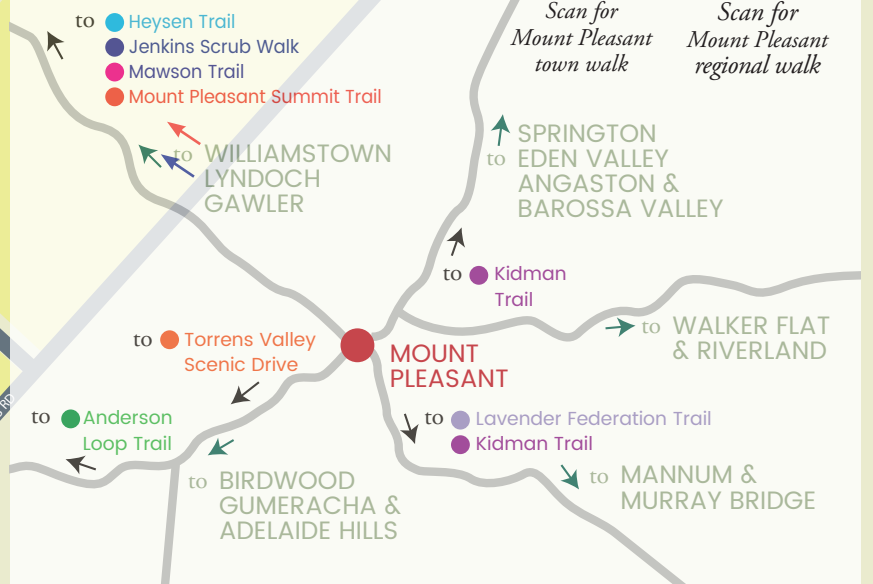 to Heysen Trail
Jenkins Scrub Walk
Mawson Trail
Mount Pleasant Summit Trail
Scan for
Mount Pleasant
town walk
Scan for
Mount Pleasant
regional walk
to WILLIAMSTOWN
LYNDOCH
GAWLER
SPRINGTON
to EDEN VALLEY
ANGASTON &
BAROSSA VALLEY
to Kidman
Trail
to WALKER FLAT
& RIVERLAND
to Torrens Valley
Scenic Drive
MOUNT
PLEASANT
RD
to Anderson
Loop Trail
to Lavender Federation Trail
Kidman Trail
to BIRDWOOD
GUMERACHA &
ADELAIDE HILLS
to MANNUM &
MURRAY BRIDGE